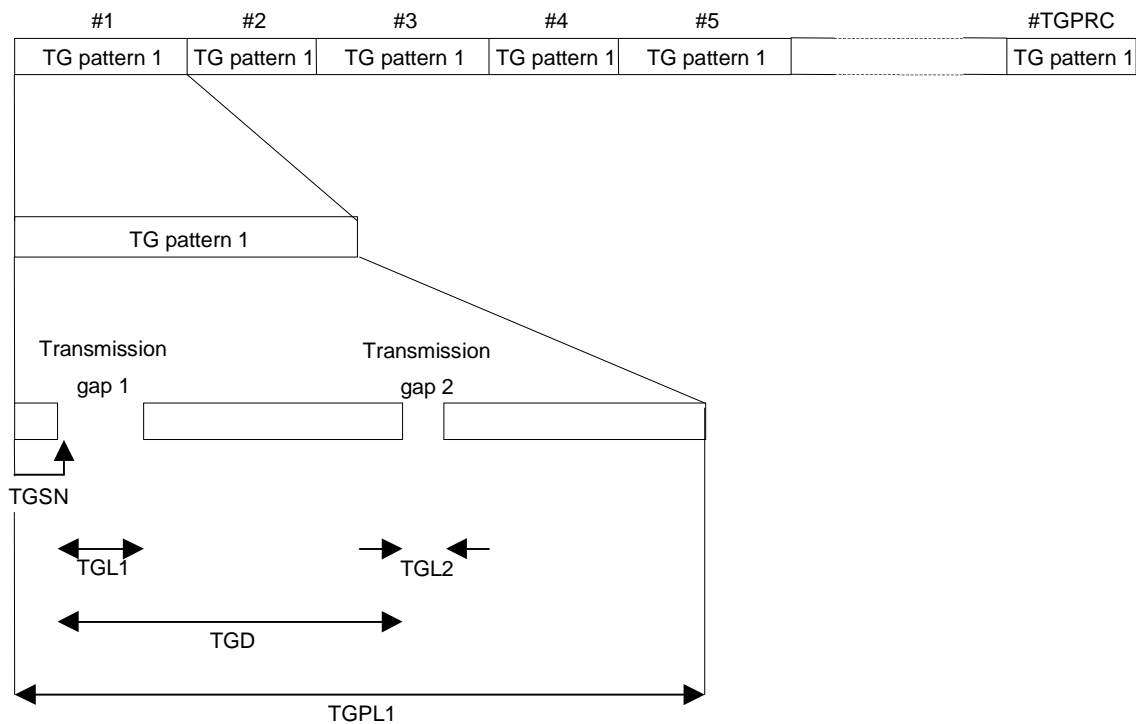 #1 #2 #3 #4 #5 #TGPRC
TG pattern 1 TG pattern 1 TG pattern 1 TG pattern 1 TG pattern 1 TG pattern 1
TG pattern 1
Transmission
gap 1
Transmission
gap 2
TGSN
TGL1
TGL2
TGD
TGPL1